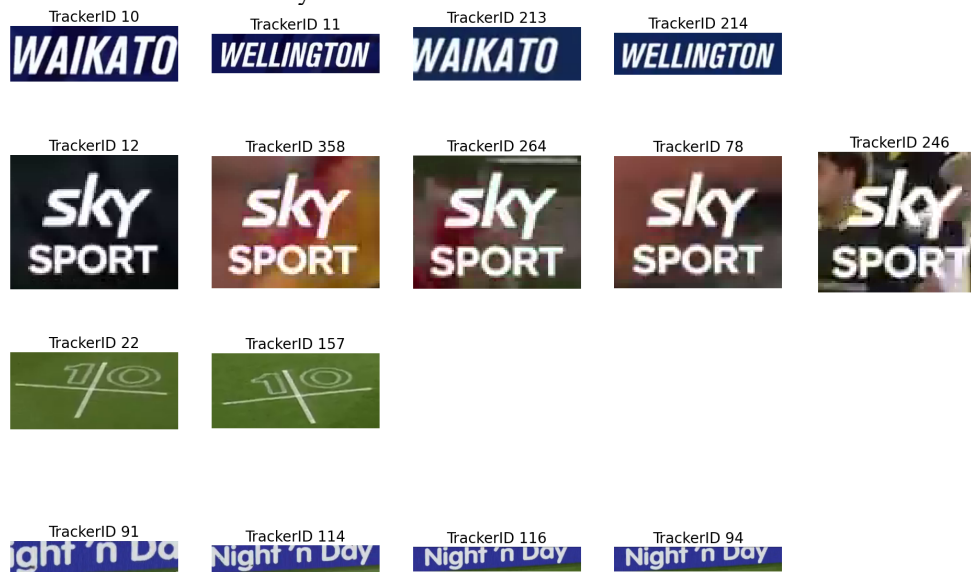 TrackerID 10
TrackerID 11
TrackerID 213
TrackerID 214
WAIKATO
WELLINGTON
WAIKATO
WELLINGTON
TrackerID 12
TrackerID 358
TrackerID 264
TrackerID 78
TrackerID 246
sky
SPORT
sky
SPORT
sky
SPORT
sky
SPORT
sky
SPORT
TrackerID 22
TrackerID 157
10
10
TrackerID 91
TrackerID 114
TrackerID 116
TrackerID 94
ight 'n Da
Night 'n Day
Night 'n Day
Night 'n Day